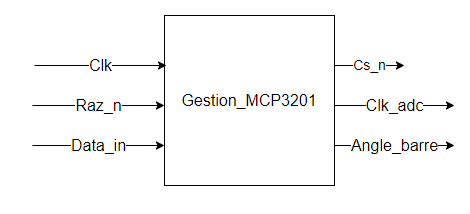 Clk
Raz_n
Data_in
Gestion_MCP3201
Cs_n
Clk_adc
Angle_barre